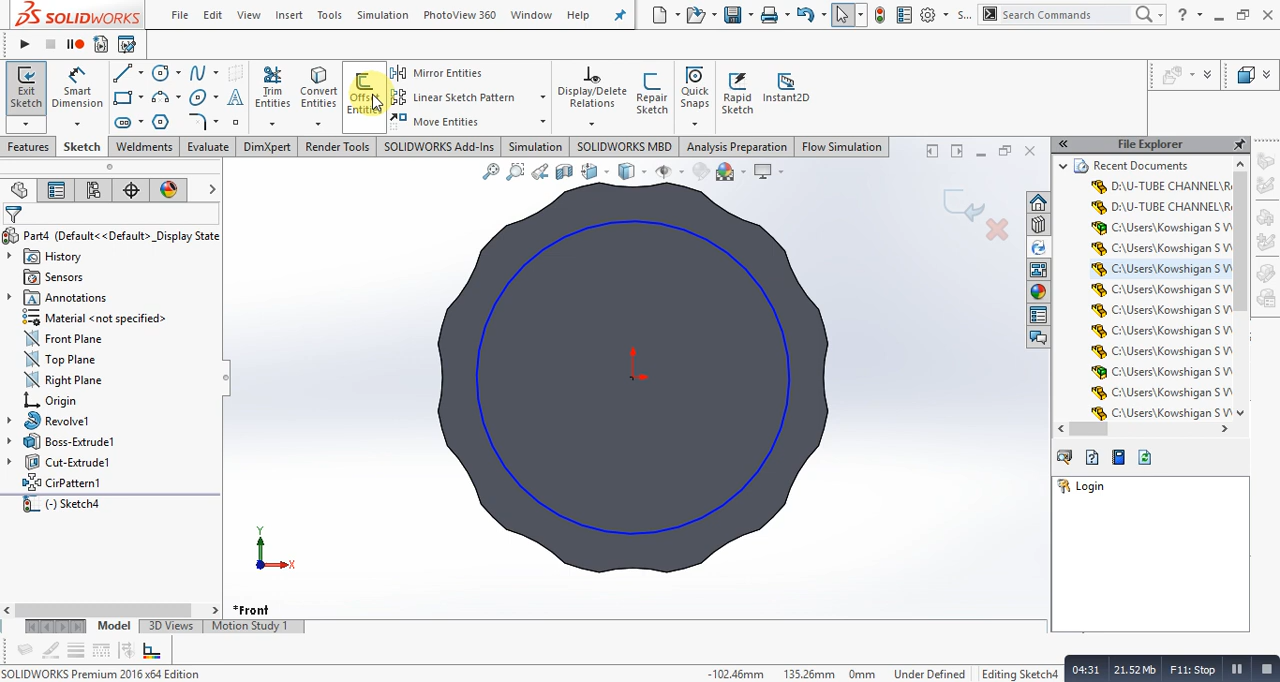 SOLIDWORKS File Edit View Insert Tools Simulation PhotoView 360 Window Help S... Search Commands
Exit Sketch
Smart Dimension
Trim Entities
Convert Entities
Offset Entities
Mirror Entities
Linear Sketch Pattern
Move Entities
Display/Delete Relations
Repair Sketch
Quick Snaps
Rapid Sketch
Instant2D
Features Sketch Weldments Evaluate DimXpert Render Tools SOLIDWORKS Add-Ins Simulation SOLIDWORKS MBD Analysis Preparation Flow Simulation
Part4 (Default<<Default>_Display State
History
Sensors
Annotations
Material <not specified>
Front Plane
Top Plane
Right Plane
Origin
Revolve1
Boss-Extrude1
Cut-Extrude1
CirPattern1
(-) Sketch4
Y
X
*Front
File Explorer
Recent Documents
D:\U-TUBE CHANNEL\R
D:\U-TUBE CHANNEL\R
C:\Users\Kowshigan S V
C:\Users\Kowshigan S V
C:\Users\Kowshigan S V
C:\Users\Kowshigan S V
C:\Users\Kowshigan S V
C:\Users\Kowshigan S V
C:\Users\Kowshigan S V
C:\Users\Kowshigan S V
C:\Users\Kowshigan S V
C:\Users\Kowshigan S V
Login
Model 3D Views Motion Study 1
SOLIDWORKS Premium 2016 x64 Edition -102.46mm 135.26mm 0mm Under Defined Editing Sketch4
04:31 21.52 Mb F11: Stop